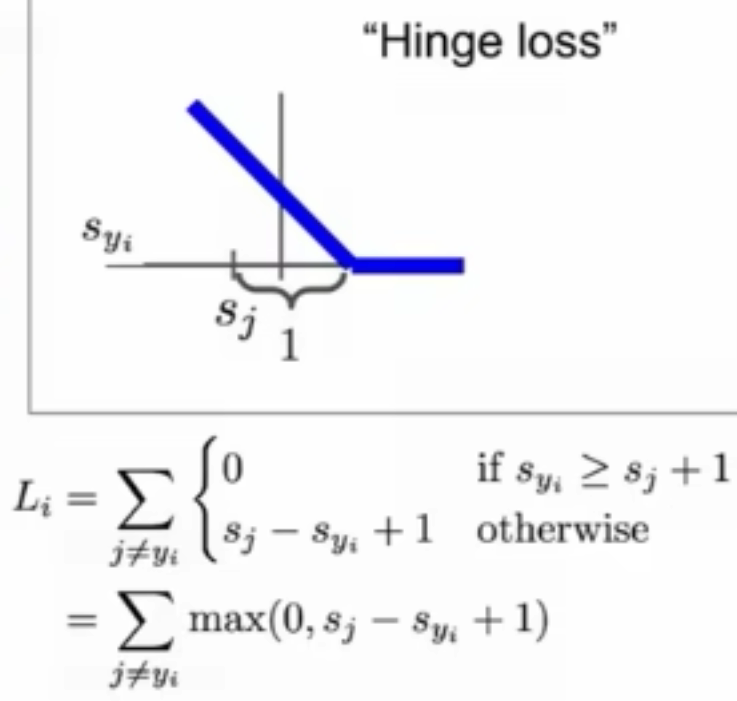 “Hinge loss”
s_{y_i}
s_j
1
L_i = \sum_{j \neq y_i} \begin{cases} 0 & \text{if } s_{y_i} \geq s_j + 1 \\ s_j - s_{y_i} + 1 & \text{otherwise} \end{cases}
= \sum_{j \neq y_i} \max(0, s_j - s_{y_i} + 1)